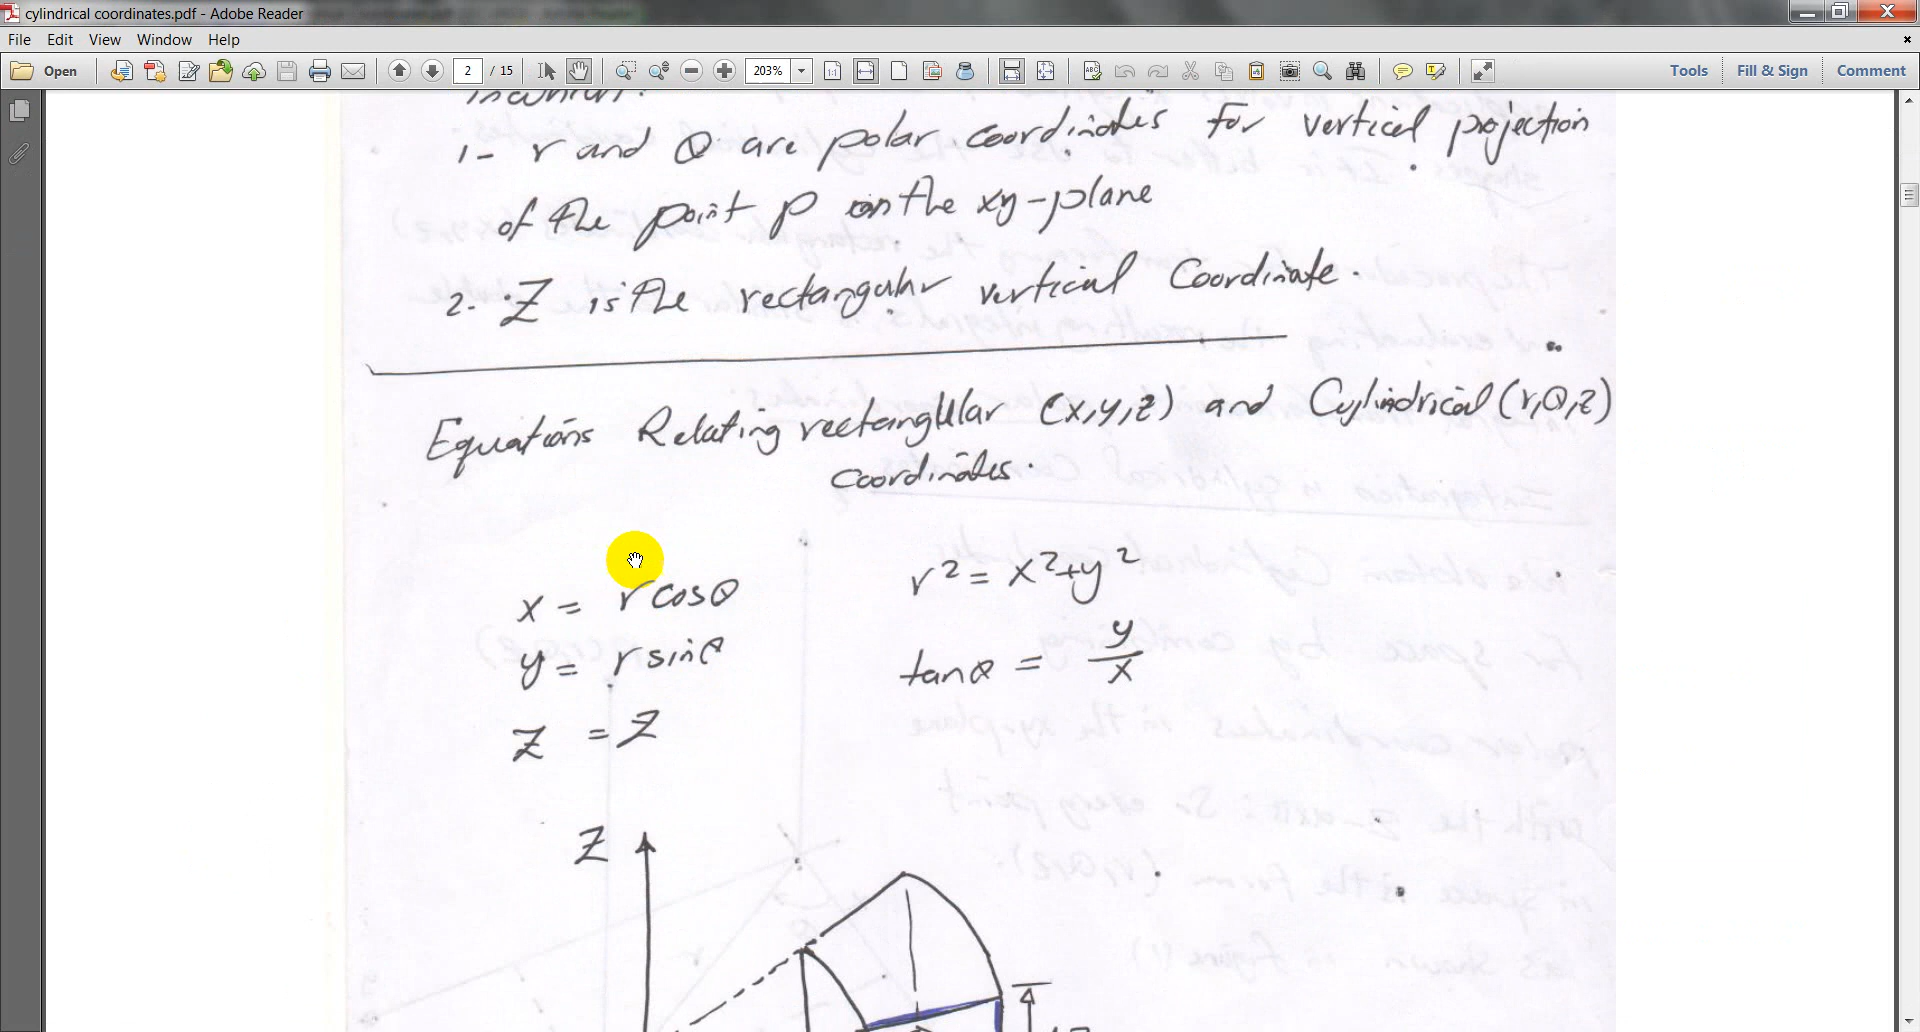 cylindrical coordinates.pdf - Adobe Reader
File Edit View Window Help
Open 2 / 15 203% Tools Fill & Sign Comment
1- r and θ are polar coordinates for vertical projection
of the point P on the xy-plane
2. Z is the rectangular vertical Coordinate.
Equations Relating rectangular (x,y,z) and Cylindrical (r,θ,z)
Coordinates.
x = r cosθ
r² = x²+y²
y = r sinθ
tanθ = y/x
Z = Z
Z